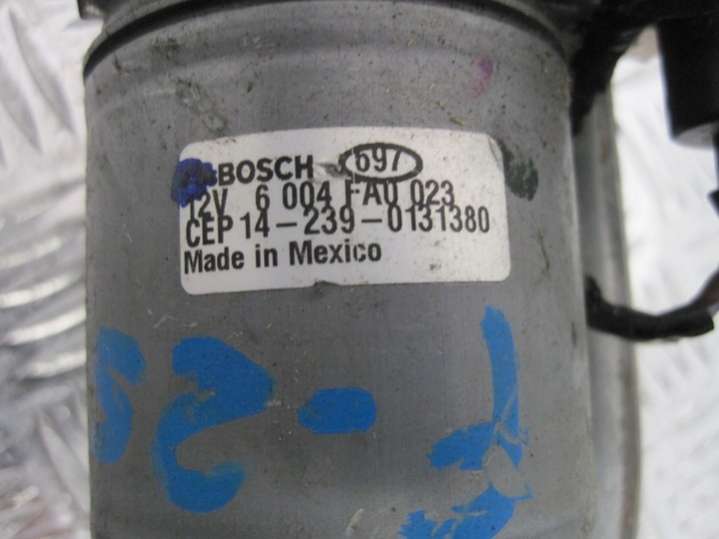 BOSCH 697
12V 6 004 FA0 023
CEP 14-239-0131380
Made in Mexico